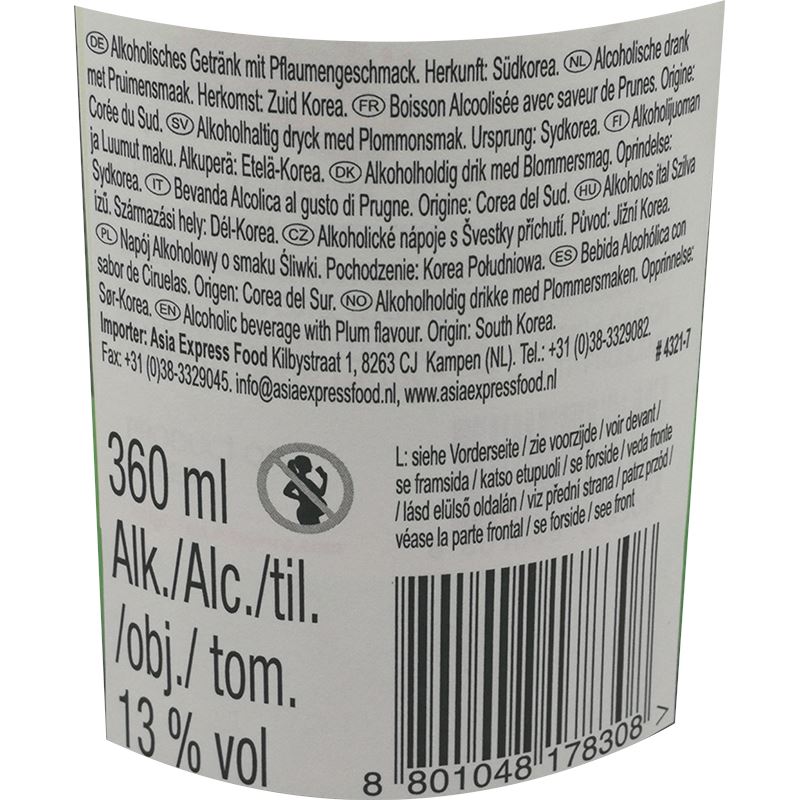 DE Alkoholisches Getränk mit Pflaumengeschmack. Herkunft: Südkorea. NL Alcoholische drank
met Pruimensmaak. Herkomst: Zuid Korea. FR Boisson Alcoolisée avec saveur de Prunes. Origine:
Corée du Sud. SV Alkoholhaltig dryck med Plommonsmak. Ursprung: Sydkorea. FI Alkoholijuoman
ja Luumut maku. Alkuperä: Etelä-Korea. DK Alkoholholdig drik med Blommersmag. Oprindelse:
Sydkorea. IT Bevanda Alcolica al gusto di Prugne. Origine: Corea del Sud. HU Alkoholos ital Szilva
ízű. Származási hely: Dél-Korea. CZ Alkoholické nápoje s Švestky příchutí. Původ: Jižní Korea.
PL Napój Alkoholowy o smaku Śliwki. Pochodzenie: Korea Południowa. ES Bebida Alcohólica con
sabor de Ciruelas. Origen: Corea del Sur. NO Alkoholholdig drikke med Plommersmaken. Opprinnelse:
Sør-Korea. EN Alcoholic beverage with Plum flavour. Origin: South Korea.
Importer: Asia Express Food Kilbystraat 1, 8263 CJ Kampen (NL). Tel.: +31 (0)38-3329082.
Fax: +31 (0)38-3329045. info@asiaexpressfood.nl, www.asiaexpressfood.nl
# 4321-7
360 ml
Alk./Alc./til.
/obj./ tom.
13 % vol
L: siehe Vorderseite / zie voorzijde / voir devant /
se framsida / katso etupuoli / se forside / veda fronte
/ lásd elülső oldalán / viz přední strana / patrz przód /
véase la parte frontal / se forside / see front
8 801048 178308 >